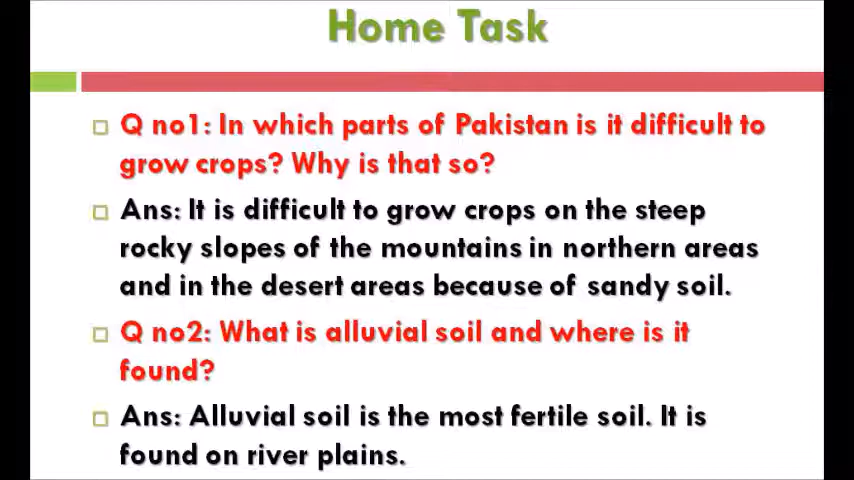 Home Task
Q no1: In which parts of Pakistan is it difficult to
grow crops? Why is that so?
Ans: It is difficult to grow crops on the steep
rocky slopes of the mountains in northern areas
and in the desert areas because of sandy soil.
Q no2: What is alluvial soil and where is it
found?
Ans: Alluvial soil is the most fertile soil. It is
found on river plains.